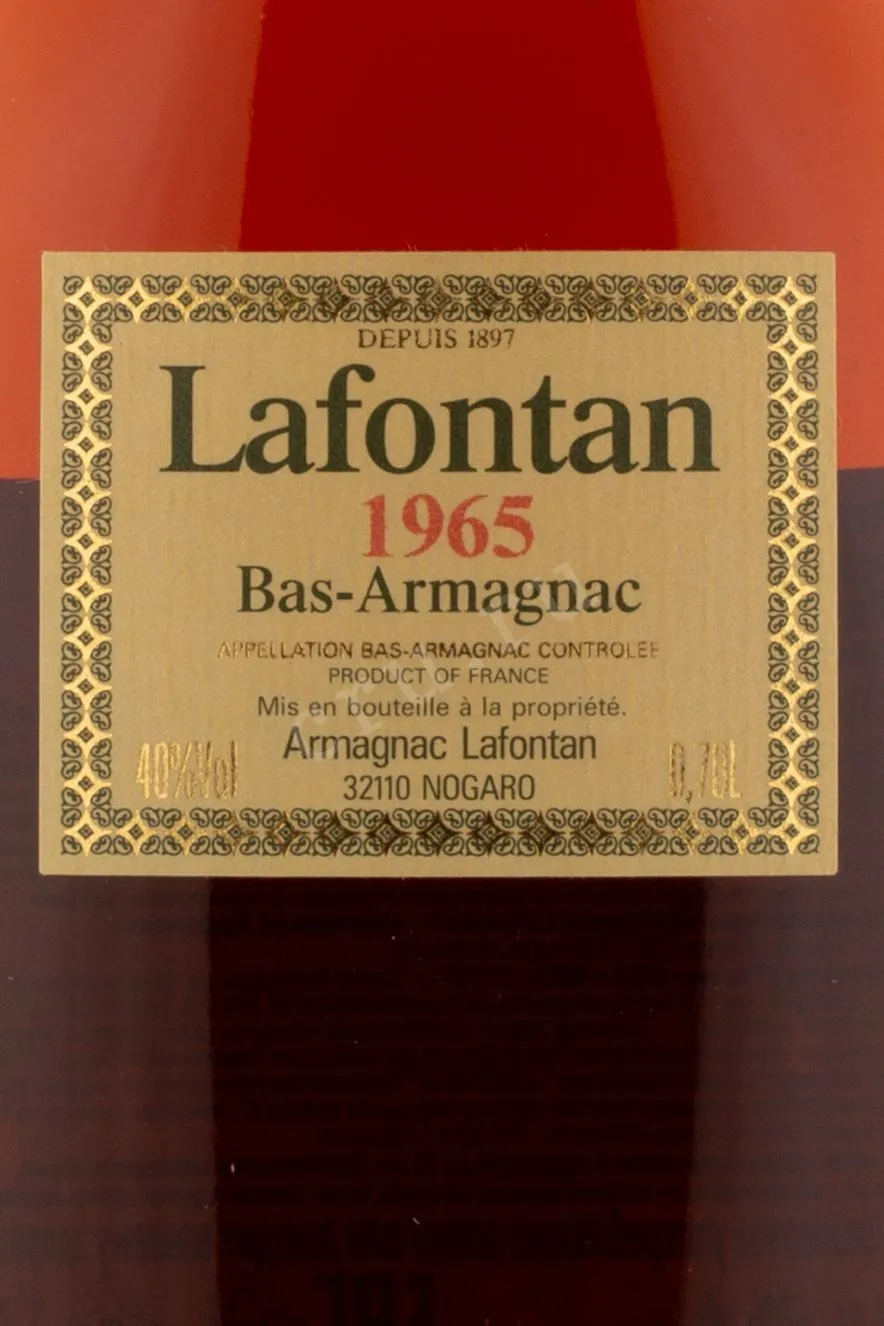 DEPUIS 1897
Lafontan
1965
Bas-Armagnac
APPELLATION BAS-ARMAGNAC CONTROLEE
PRODUCT OF FRANCE
Mis en bouteille à la propriété.
Armagnac Lafontan
40%Vol 0,70L
32110 NOGARO